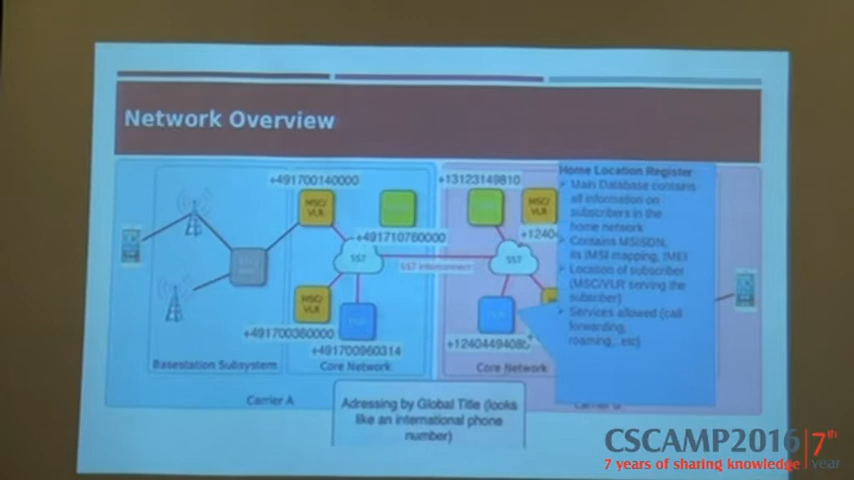 Network Overview
+491700140000
+13123149810
MSC/
VLR
MSC/
VLR
+491710760000
+1240
SS7
SS7
SS7 interconnect
MSC/
VLR
+491700360000
+491700960314
+12404494085
Basestation Subsystem
Core Network
Core Network
Carrier A
Home Location Register
Main Database contains
all information on
subscribers in the
home network
Contains MSISDN,
its IMSI mapping, IMEI
Location of subscriber
(MSC/VLR serving the
subscriber)
Services allowed (call
forwarding,
roaming,..etc)
Adressing by Global Title (looks
like an international phone
number)
CSCAMP2016 7th
7 years of sharing knowledge year